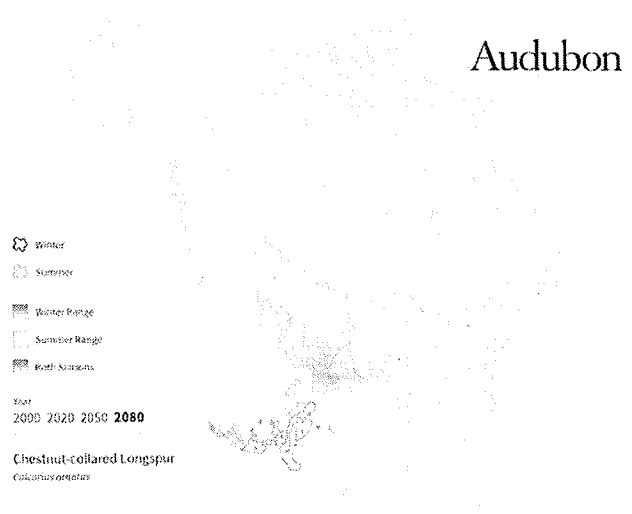 Audubon
Winter
Summer
Winter Range
Summer Range
Both Seasons
Year
2000 2020 2050 2080
Chestnut-collared Longspur
Calcarius ornatus